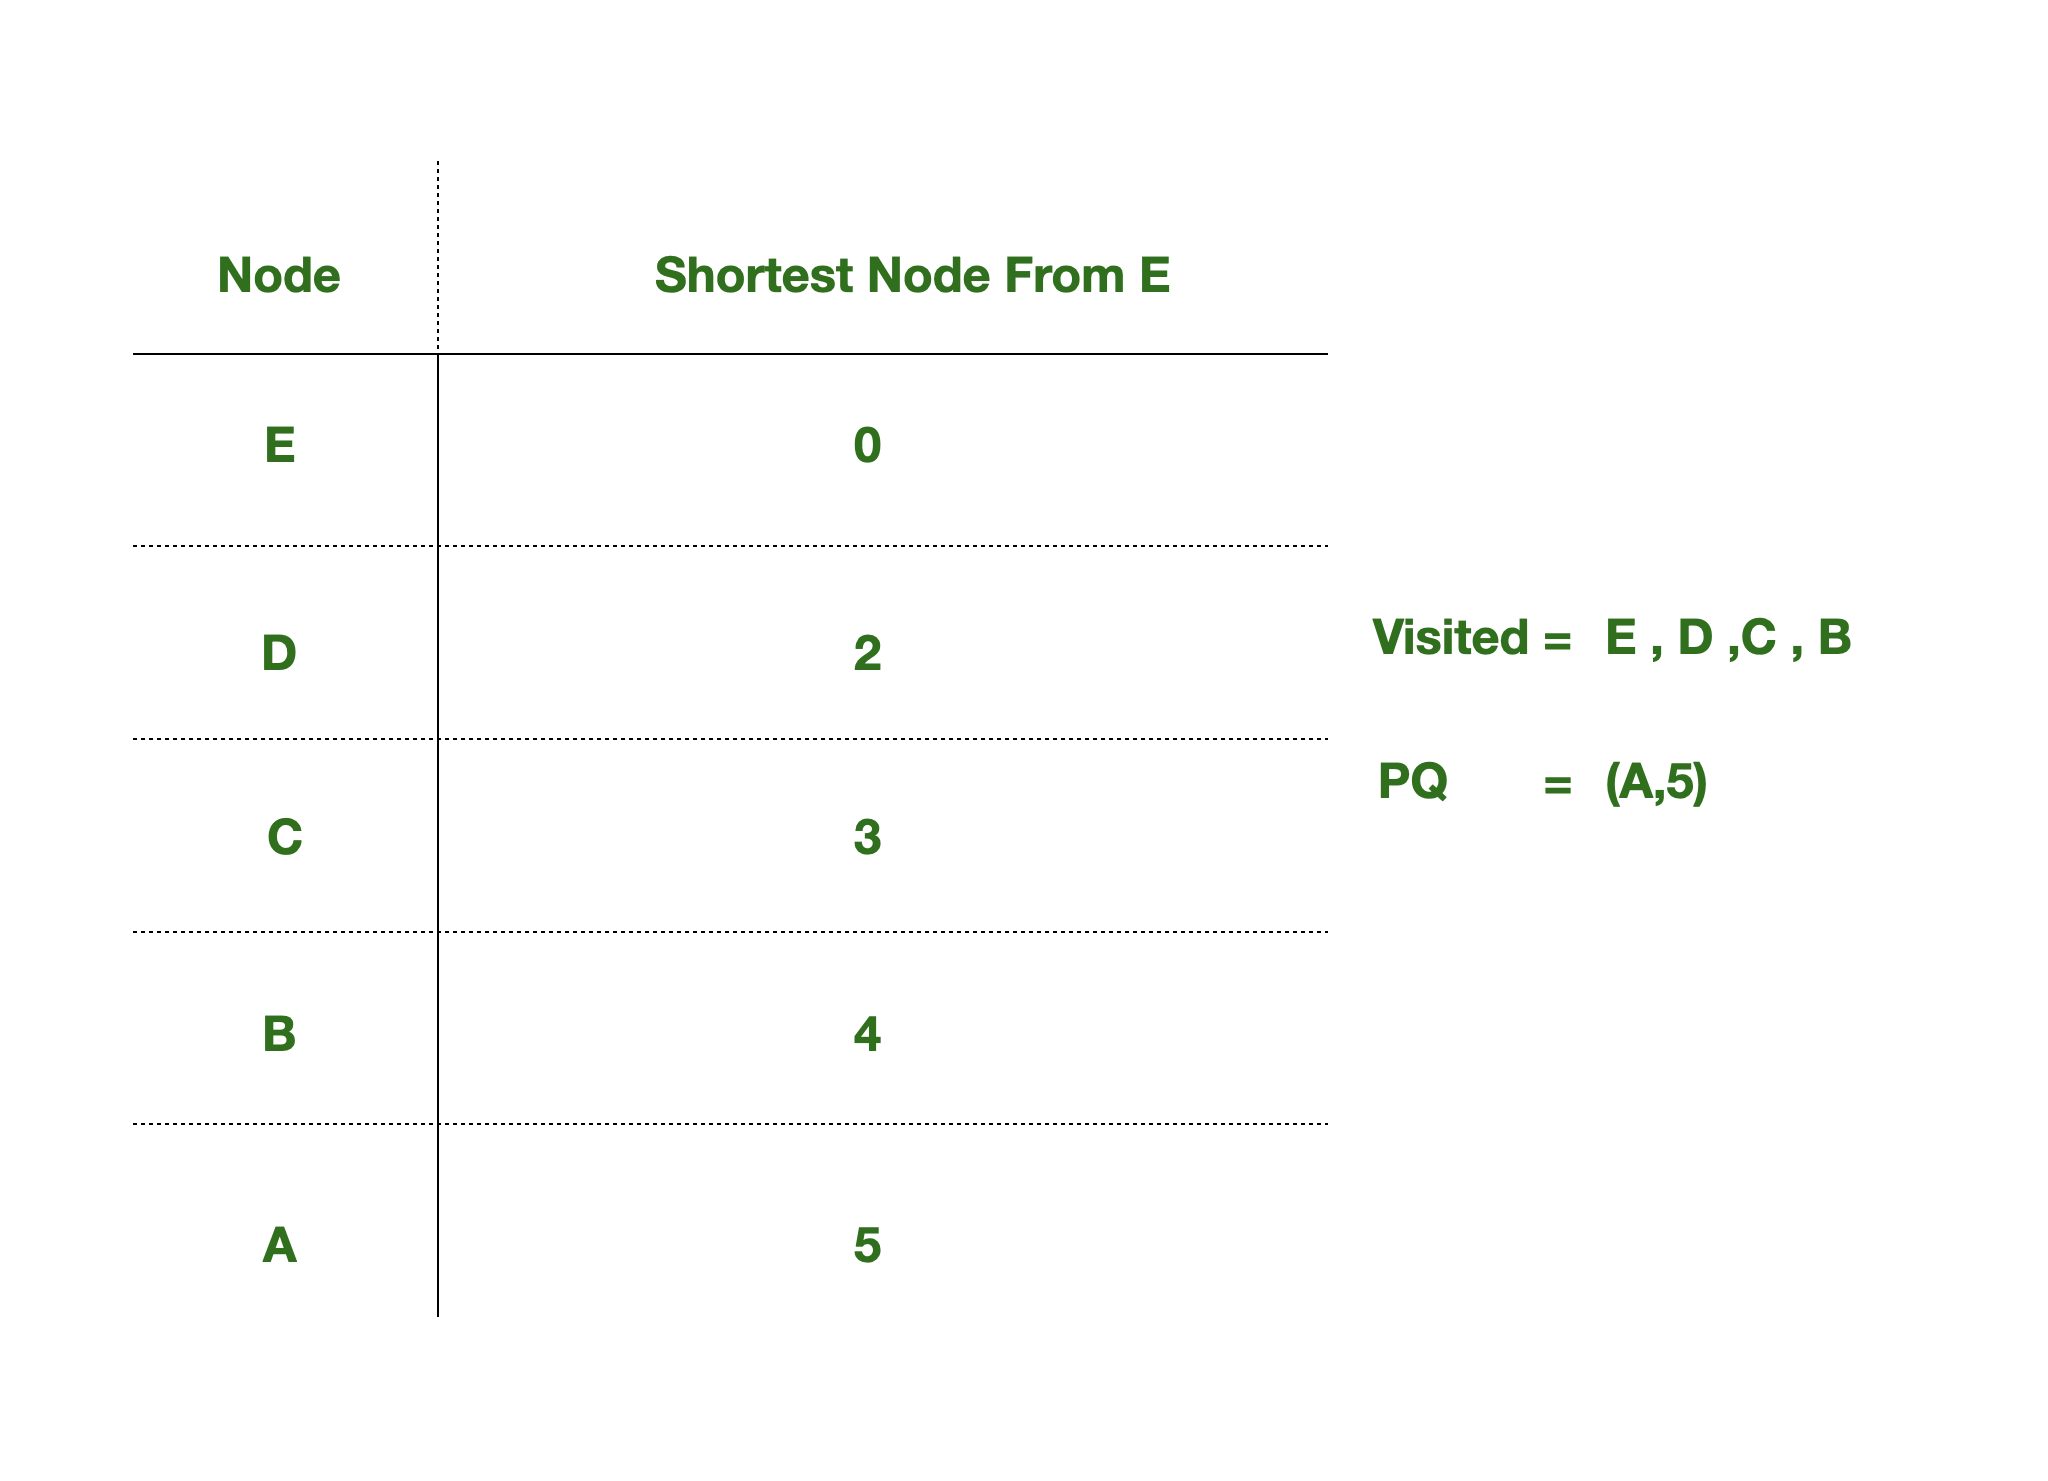 Node Shortest Node From E
E 0
D 2
Visited = E , D ,C , B
PQ = (A,5)
C 3
B 4
A 5